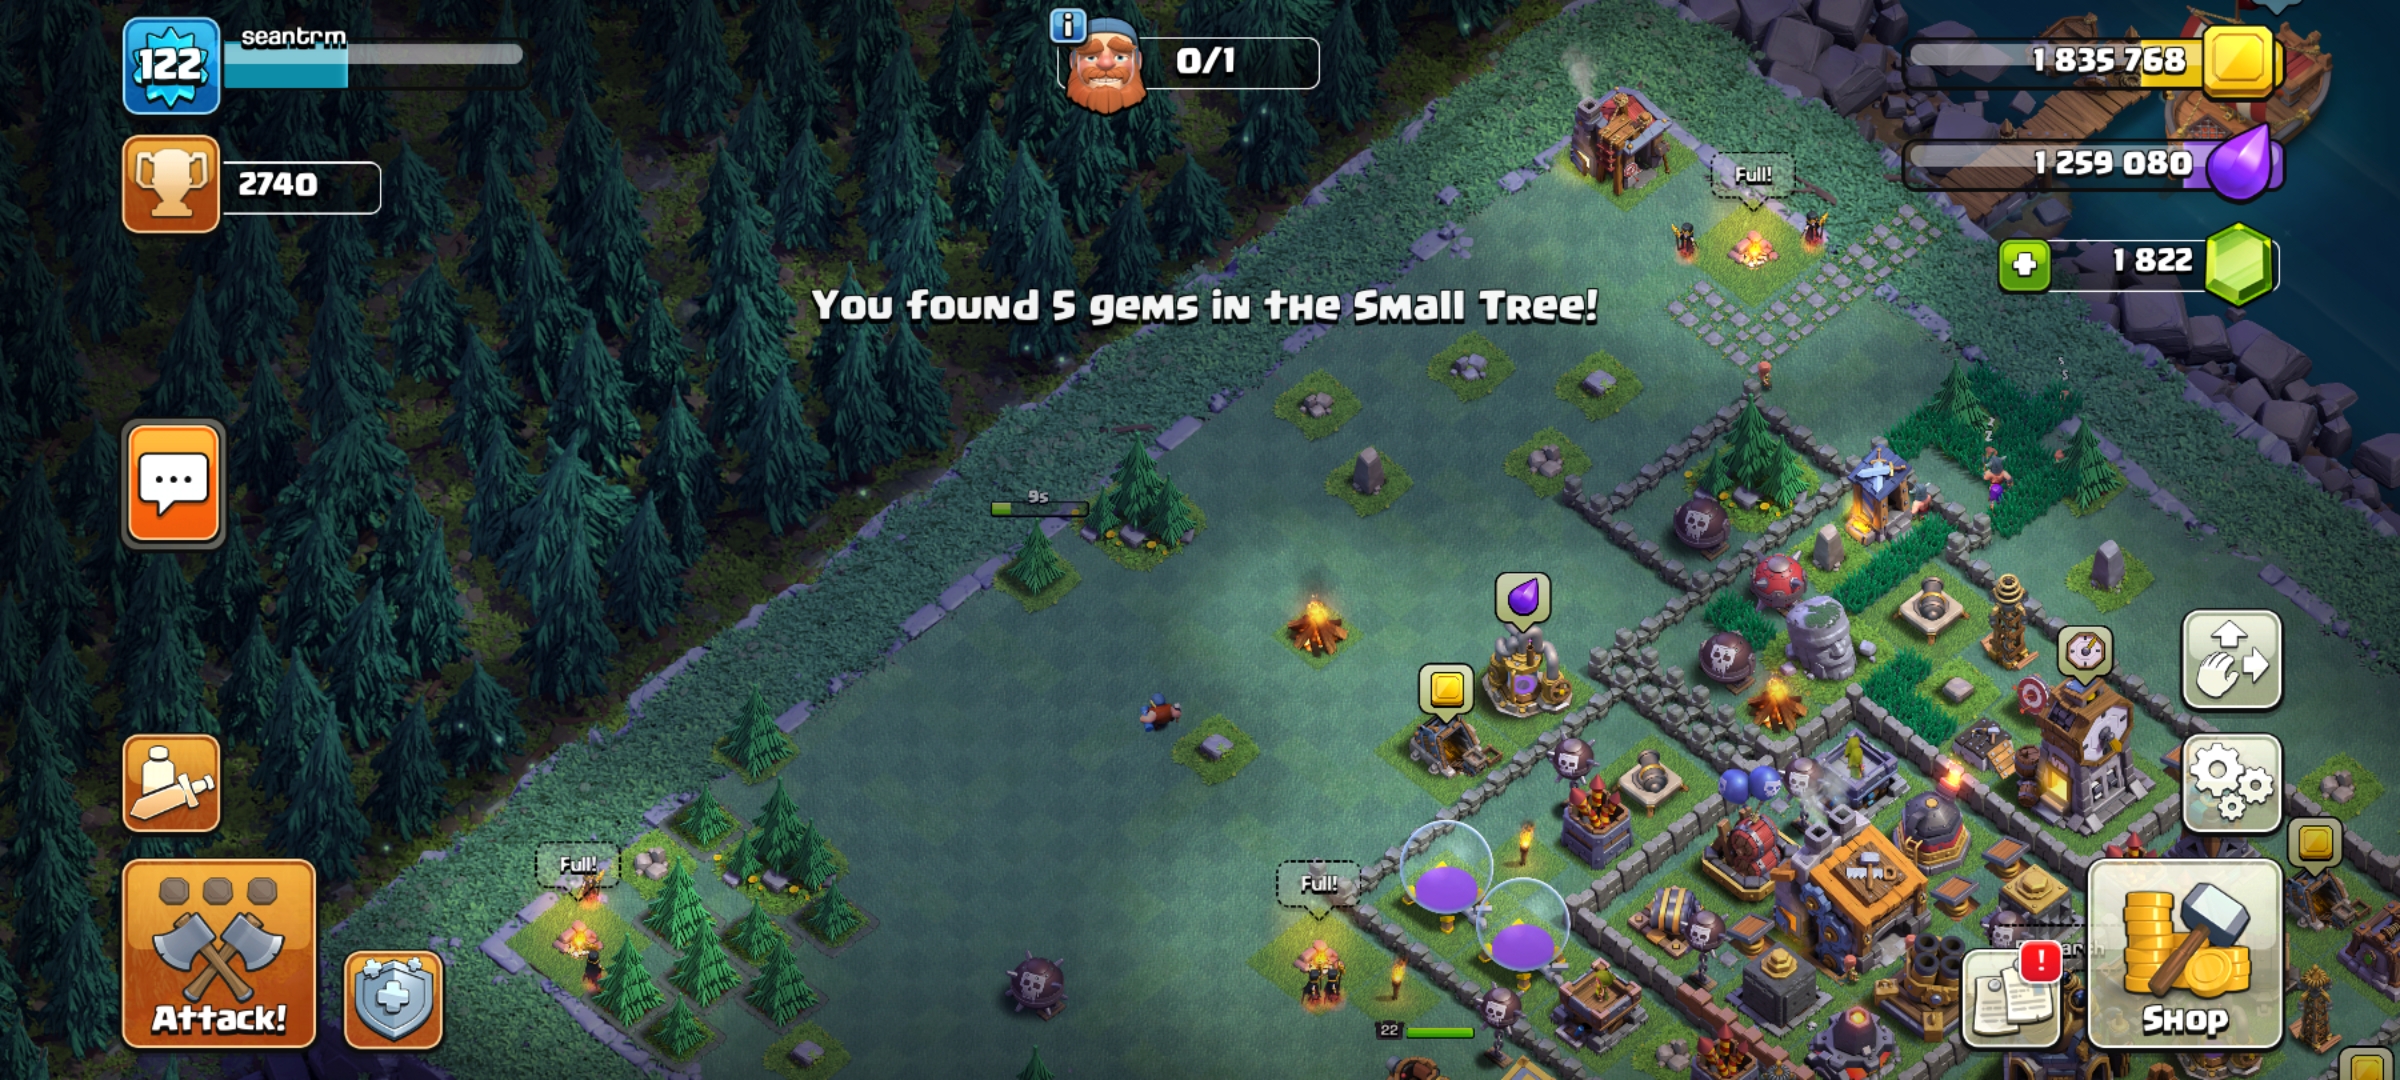 seantrm
122
0/1
1 835 768
2740
Full!
1 259 080
1 822
You found 5 gems in the Small Tree!
9s
Full!
Full!
Attack!
22
Shop